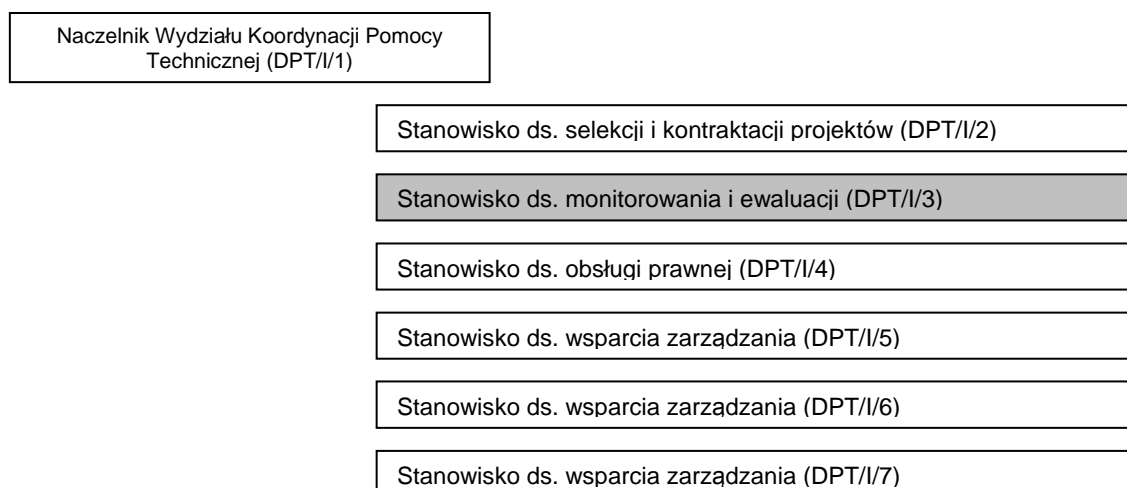 Naczelnik Wydziału Koordynacji Pomocy
Technicznej (DPT/I/1)
Stanowisko ds. selekcji i kontraktacji projektów (DPT/I/2)
Stanowisko ds. monitorowania i ewaluacji (DPT/I/3)
Stanowisko ds. obsługi prawnej (DPT/I/4)
Stanowisko ds. wsparcia zarządzania (DPT/I/5)
Stanowisko ds. wsparcia zarządzania (DPT/I/6)
Stanowisko ds. wsparcia zarządzania (DPT/I/7)